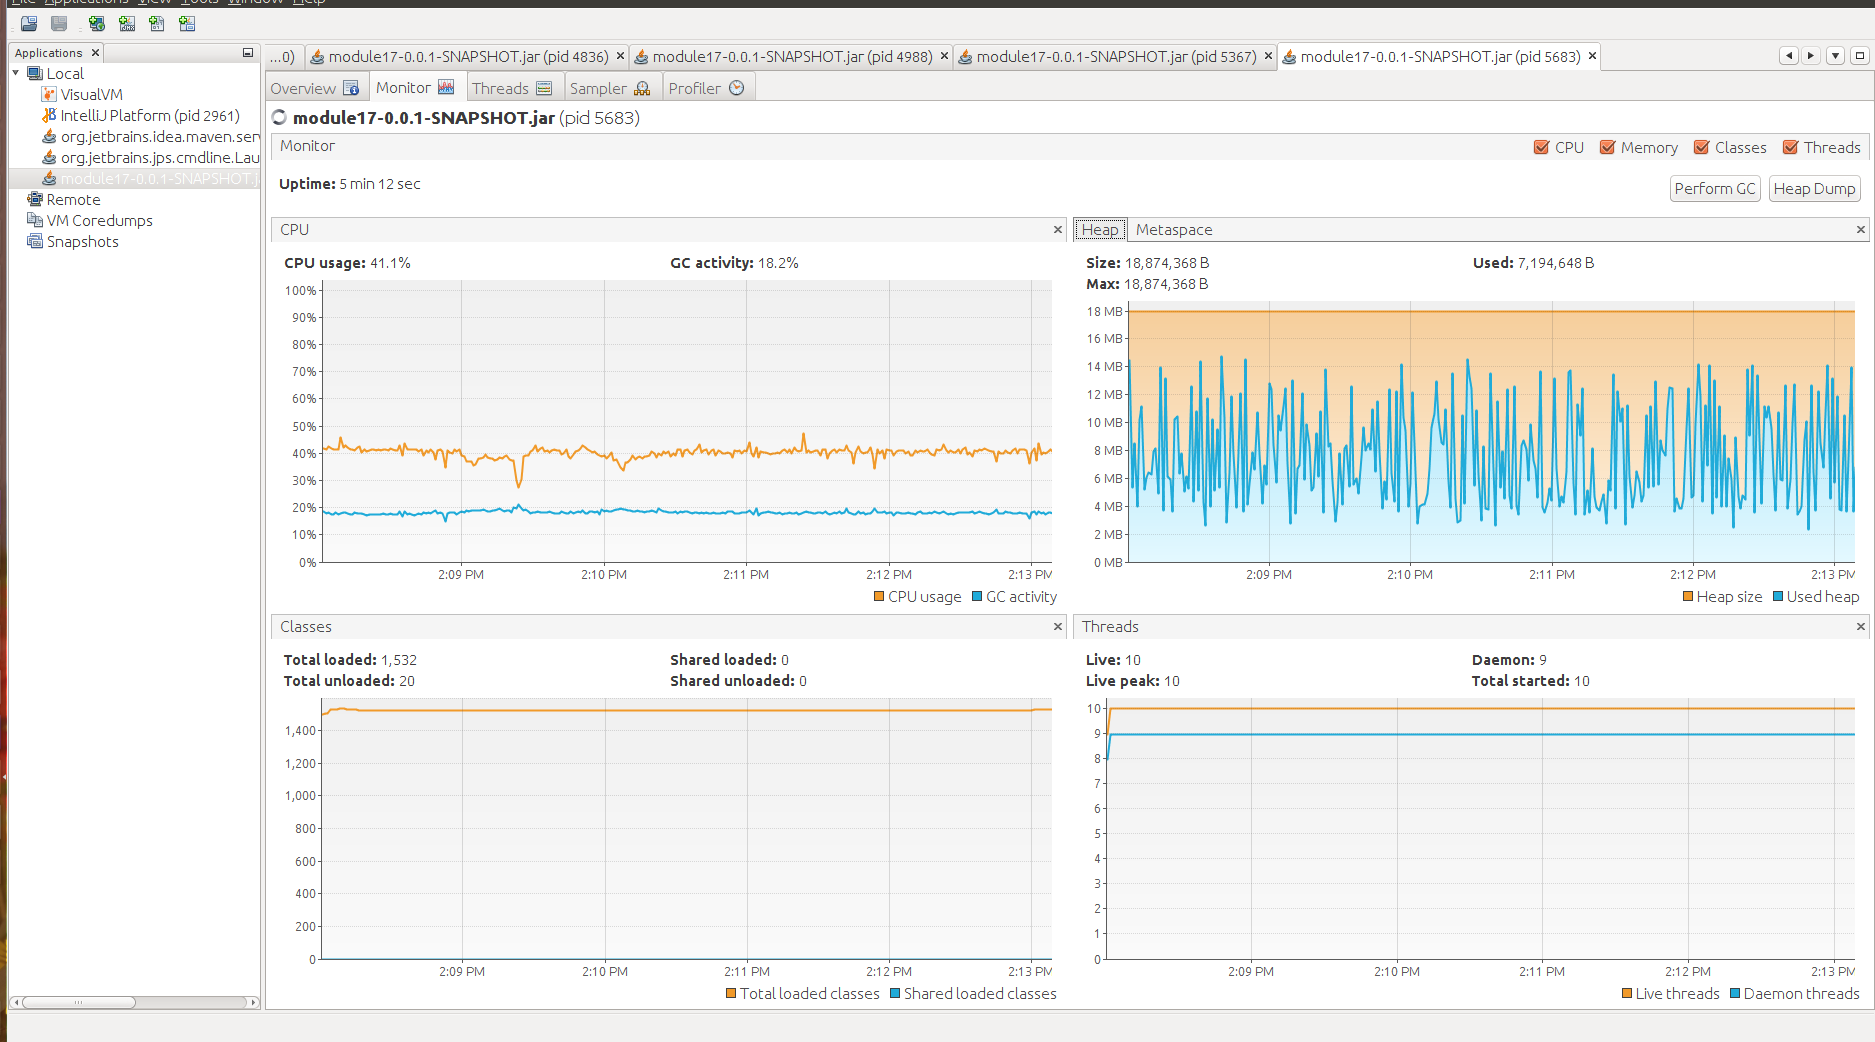 File Applications View Tools Window Help
Applications
Local
VisualVM
IntelliJ Platform (pid 2961)
org.jetbrains.idea.maven.serv
org.jetbrains.jps.cmdline.Lau
module17-0.0.1-SNAPSHOT.j
Remote
VM Coredumps
Snapshots
...0) module17-0.0.1-SNAPSHOT.jar (pid 4836) module17-0.0.1-SNAPSHOT.jar (pid 4988) module17-0.0.1-SNAPSHOT.jar (pid 5367) module17-0.0.1-SNAPSHOT.jar (pid 5683)
Overview Monitor Threads Sampler Profiler
module17-0.0.1-SNAPSHOT.jar (pid 5683)
Monitor CPU Memory Classes Threads
Uptime: 5 min 12 sec
Perform GC Heap Dump
CPU
CPU usage: 41.1% GC activity: 18.2%
100%
90%
80%
70%
60%
50%
40%
30%
20%
10%
0%
2:09 PM 2:10 PM 2:11 PM 2:12 PM 2:13 PM
CPU usage GC activity
Heap Metaspace
Size: 18,874,368 B Used: 7,194,648 B
Max: 18,874,368 B
18 MB
16 MB
14 MB
12 MB
10 MB
8 MB
6 MB
4 MB
2 MB
0 MB
2:09 PM 2:10 PM 2:11 PM 2:12 PM 2:13 PM
Heap size Used heap
Classes
Total loaded: 1,532 Shared loaded: 0
Total unloaded: 20 Shared unloaded: 0
1,400
1,200
1,000
800
600
400
200
0
2:09 PM 2:10 PM 2:11 PM 2:12 PM 2:13 PM
Total loaded classes Shared loaded classes
Threads
Live: 10 Daemon: 9
Live peak: 10 Total started: 10
10
9
8
7
6
5
4
3
2
1
0
2:09 PM 2:10 PM 2:11 PM 2:12 PM 2:13 PM
Live threads Daemon threads